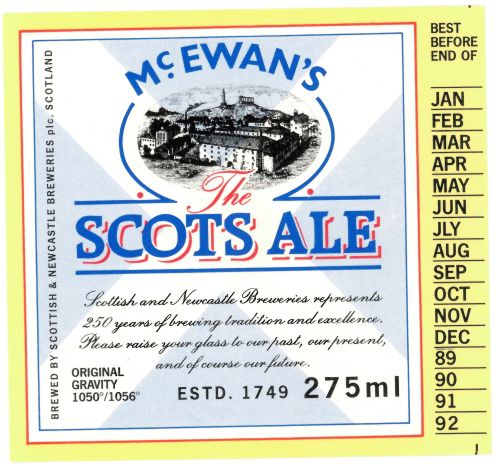 McEWAN'S
The
SCOTS ALE
Scottish and Newcastle Breweries represents
250 years of brewing tradition and excellence.
Please raise your glass to our past, our present,
and of course our future.
ORIGINAL
GRAVITY
1050°/1056°
ESTD. 1749 275ml
BREWED BY SCOTTISH & NEWCASTLE BREWERIES plc. SCOTLAND
BEST
BEFORE
END OF
JAN
FEB
MAR
APR
MAY
JUN
JLY
AUG
SEP
OCT
NOV
DEC
89
90
91
92